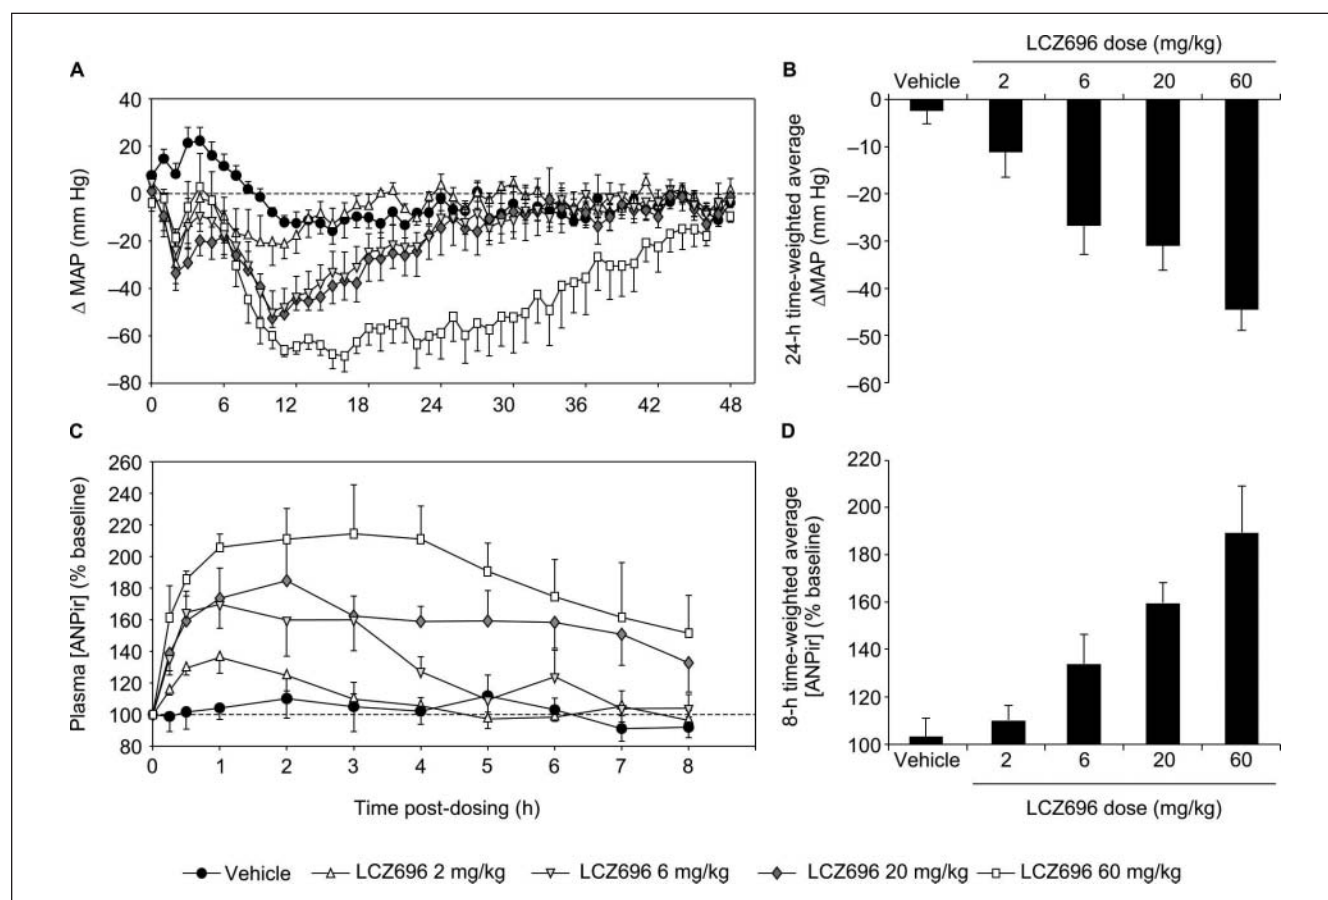 A
Δ MAP (mm Hg)
40
20
0
–20
–40
–60
–80
0 6 12 18 24 30 36 42 48
B
LCZ696 dose (mg/kg)
Vehicle 2 6 20 60
24-h time-weighted average
ΔMAP (mm Hg)
0
–10
–20
–30
–40
–50
–60
C
Plasma [ANPir] (% baseline)
260
240
220
200
180
160
140
120
100
80
0 1 2 3 4 5 6 7 8
Time post-dosing (h)
D
8-h time-weighted average
[ANPir] (% baseline)
220
200
180
160
140
120
100
Vehicle 2 6 20 60
LCZ696 dose (mg/kg)
Vehicle LCZ696 2 mg/kg LCZ696 6 mg/kg LCZ696 20 mg/kg LCZ696 60 mg/kg